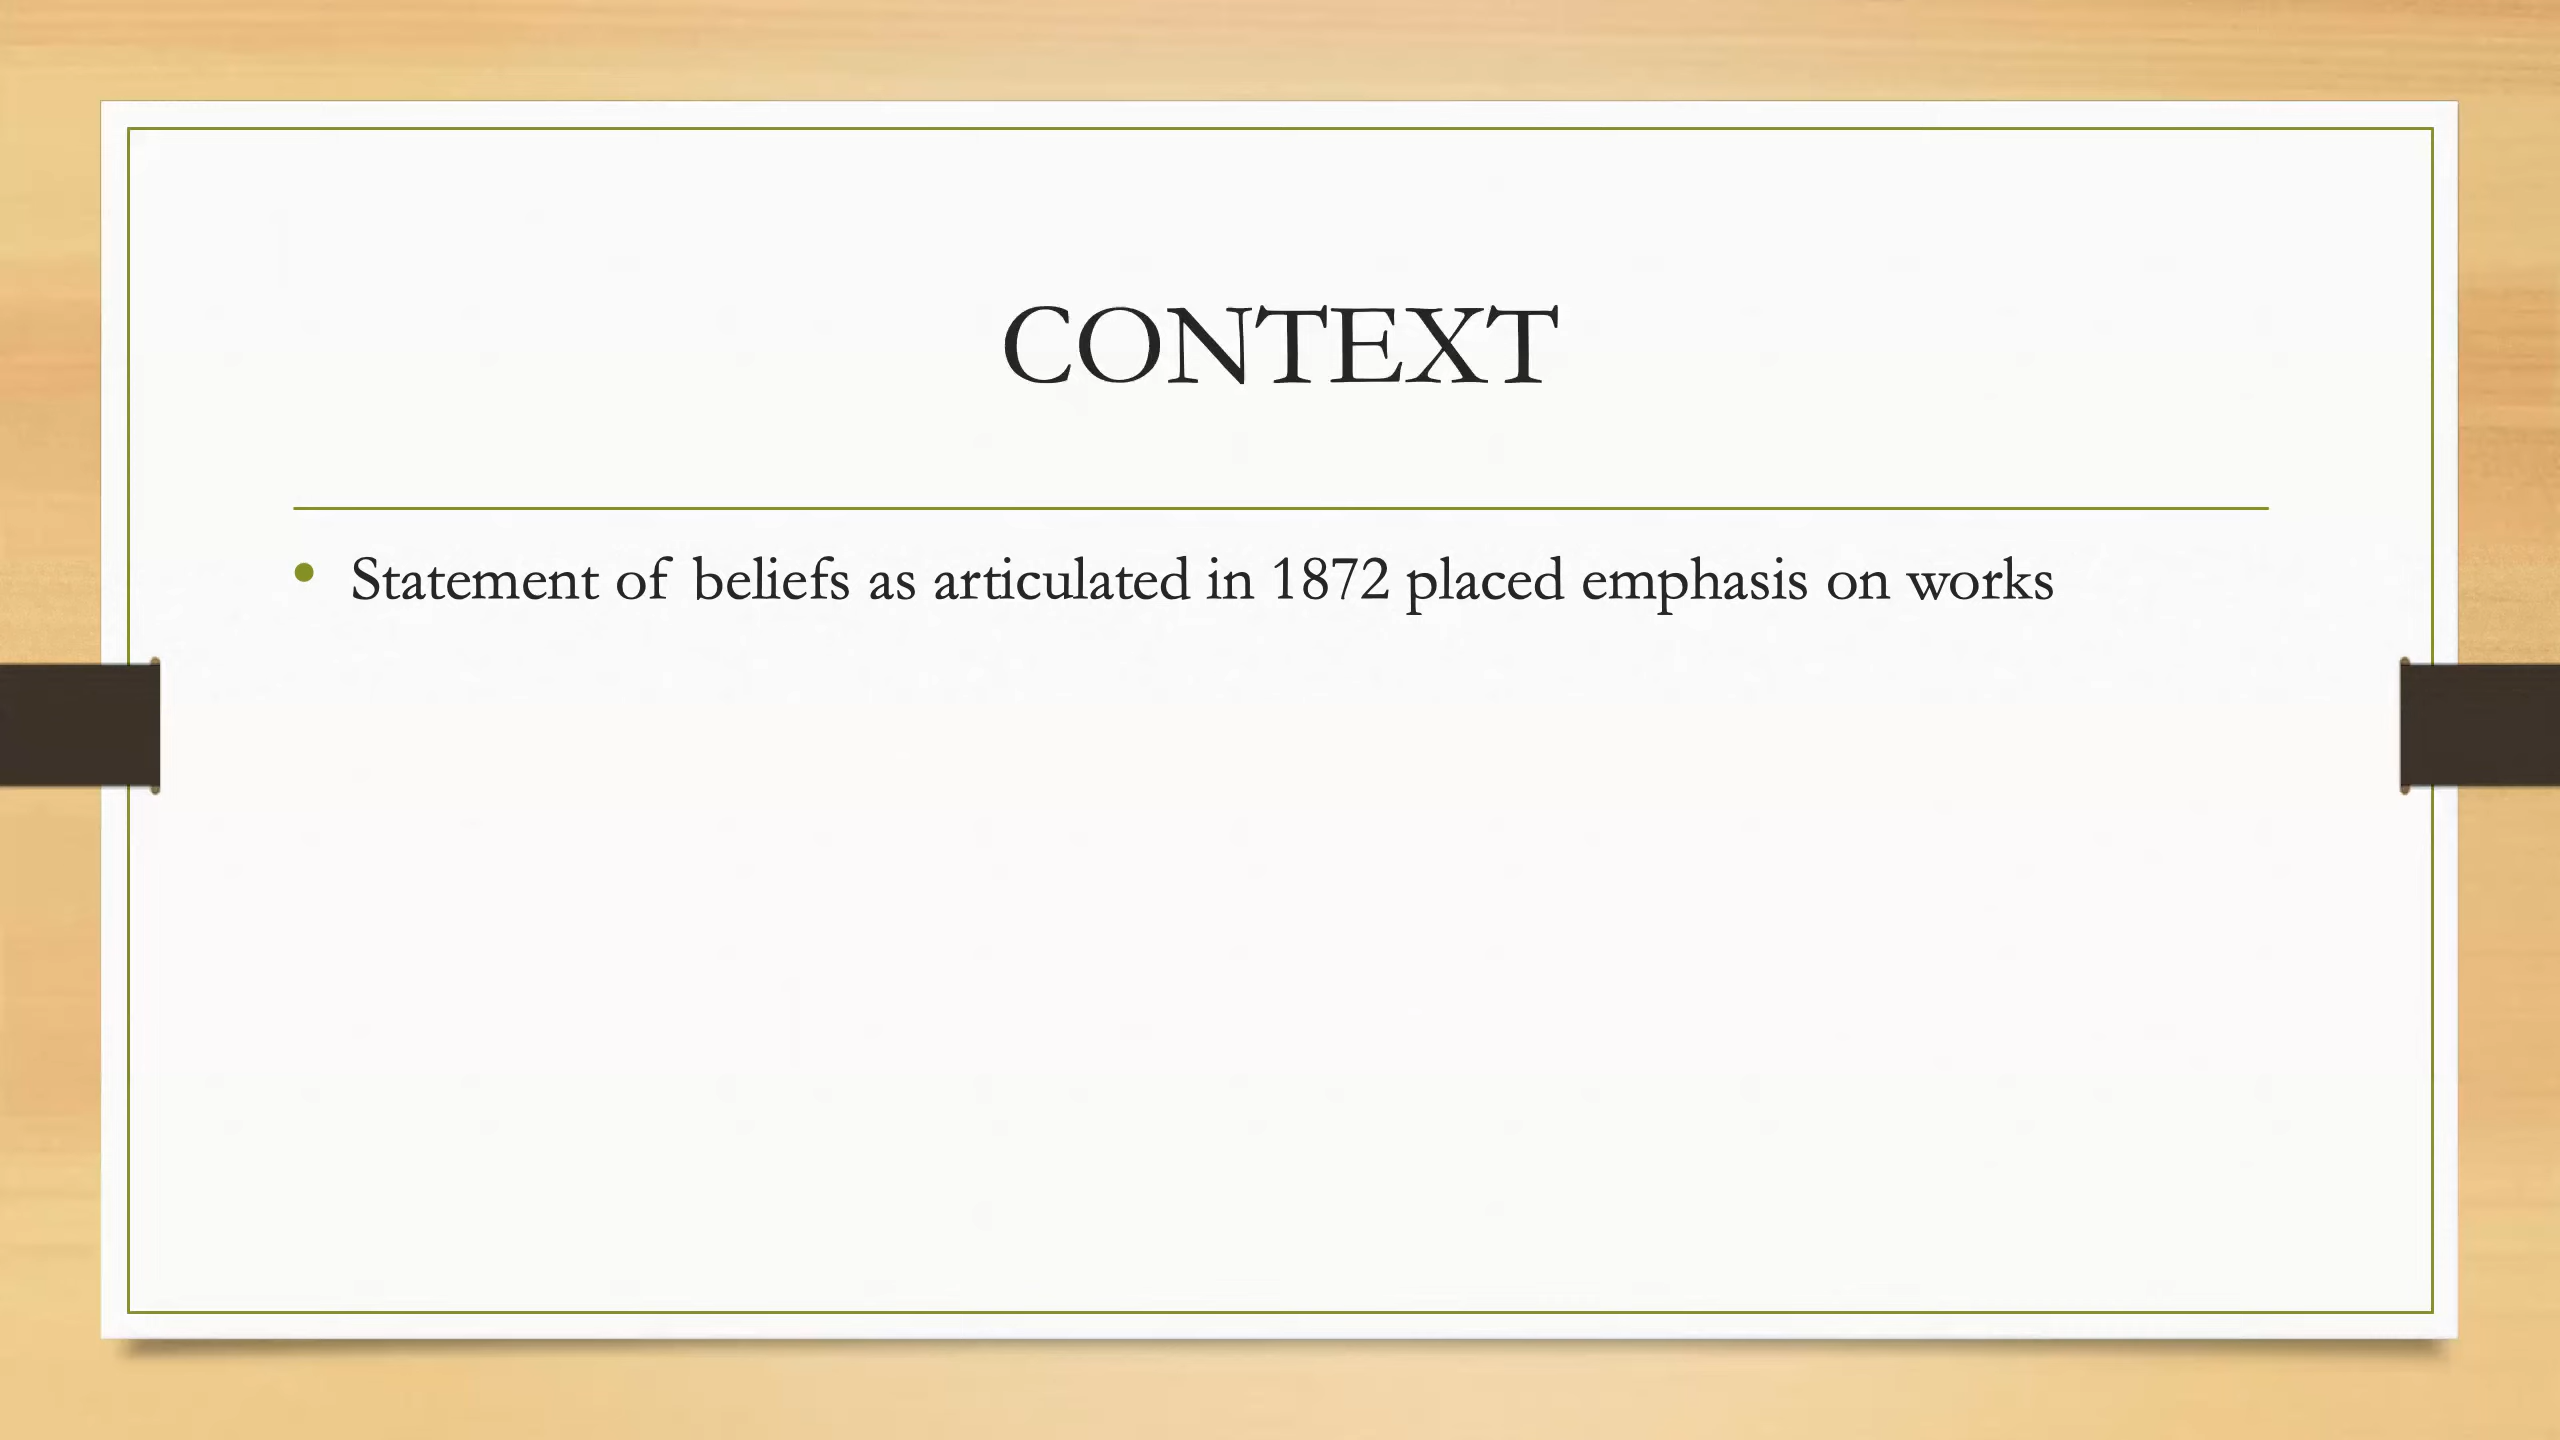 CONTEXT
• Statement of beliefs as articulated in 1872 placed emphasis on works